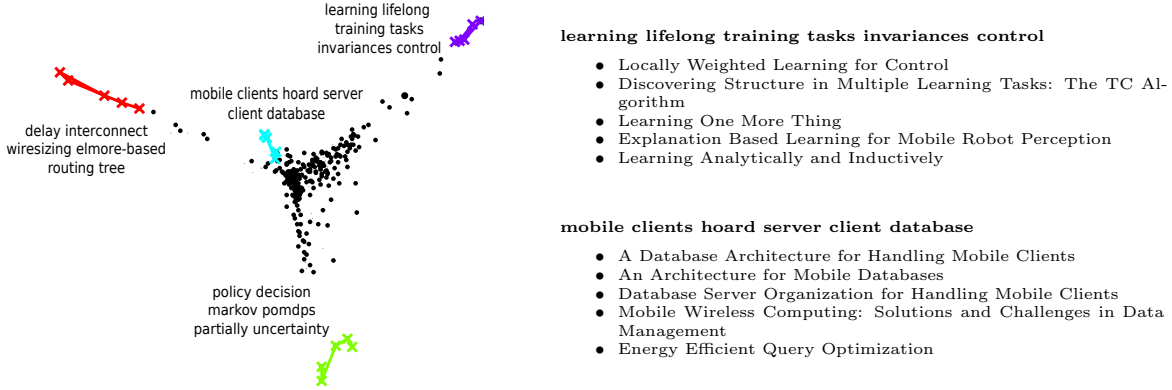 learning lifelong
training tasks
invariances control
mobile clients hoard server
client database
delay interconnect
wiresizing elmore-based
routing tree
policy decision
markov pomdps
partially uncertainty
learning lifelong training tasks invariances control
• Locally Weighted Learning for Control
• Discovering Structure in Multiple Learning Tasks: The TC Al-
gorithm
• Learning One More Thing
• Explanation Based Learning for Mobile Robot Perception
• Learning Analytically and Inductively
mobile clients hoard server client database
• A Database Architecture for Handling Mobile Clients
• An Architecture for Mobile Databases
• Database Server Organization for Handling Mobile Clients
• Mobile Wireless Computing: Solutions and Challenges in Data
Management
• Energy Efficient Query Optimization